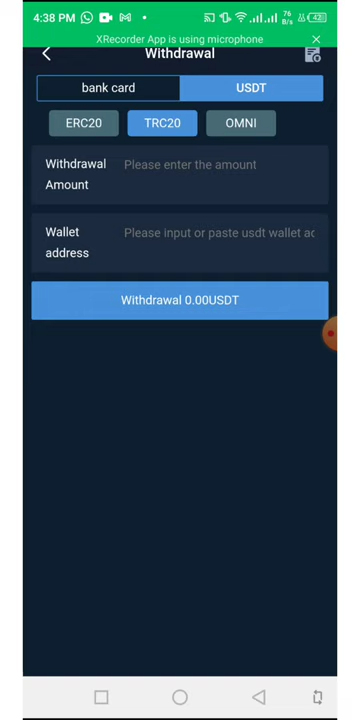 4:38 PM
76
B/s
42
XRecorder App is using microphone
Withdrawal
bank card
USDT
ERC20
TRC20
OMNI
Withdrawal
Amount
Please enter the amount
Wallet
address
Please input or paste usdt wallet ac
Withdrawal 0.00USDT